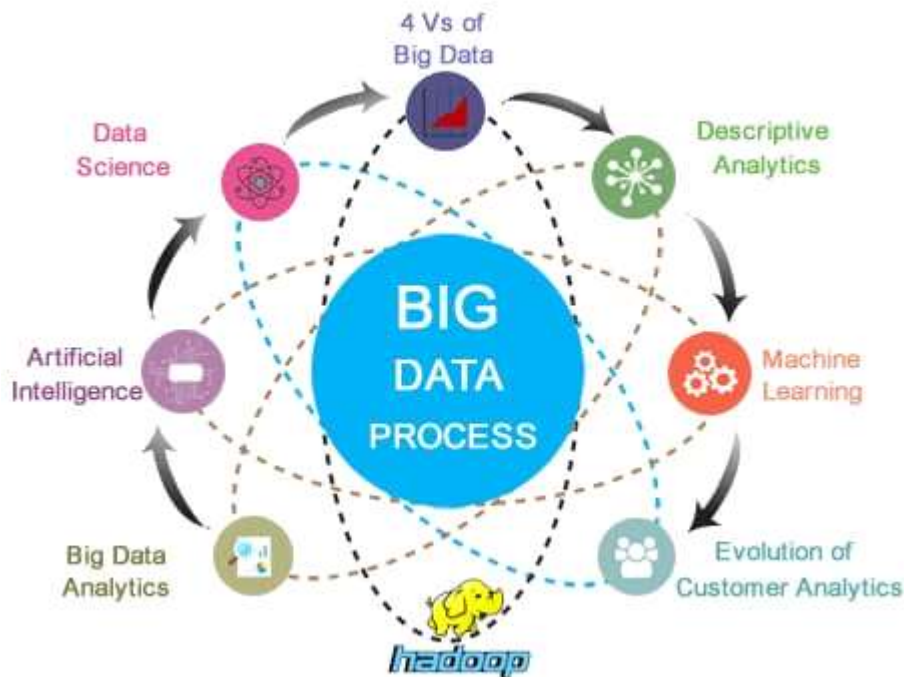 4 Vs of
Big Data
Descriptive
Analytics
Machine
Learning
Evolution of
Customer Analytics
hadoop
Big Data
Analytics
Artificial
Intelligence
Data
Science
BIG
DATA
PROCESS